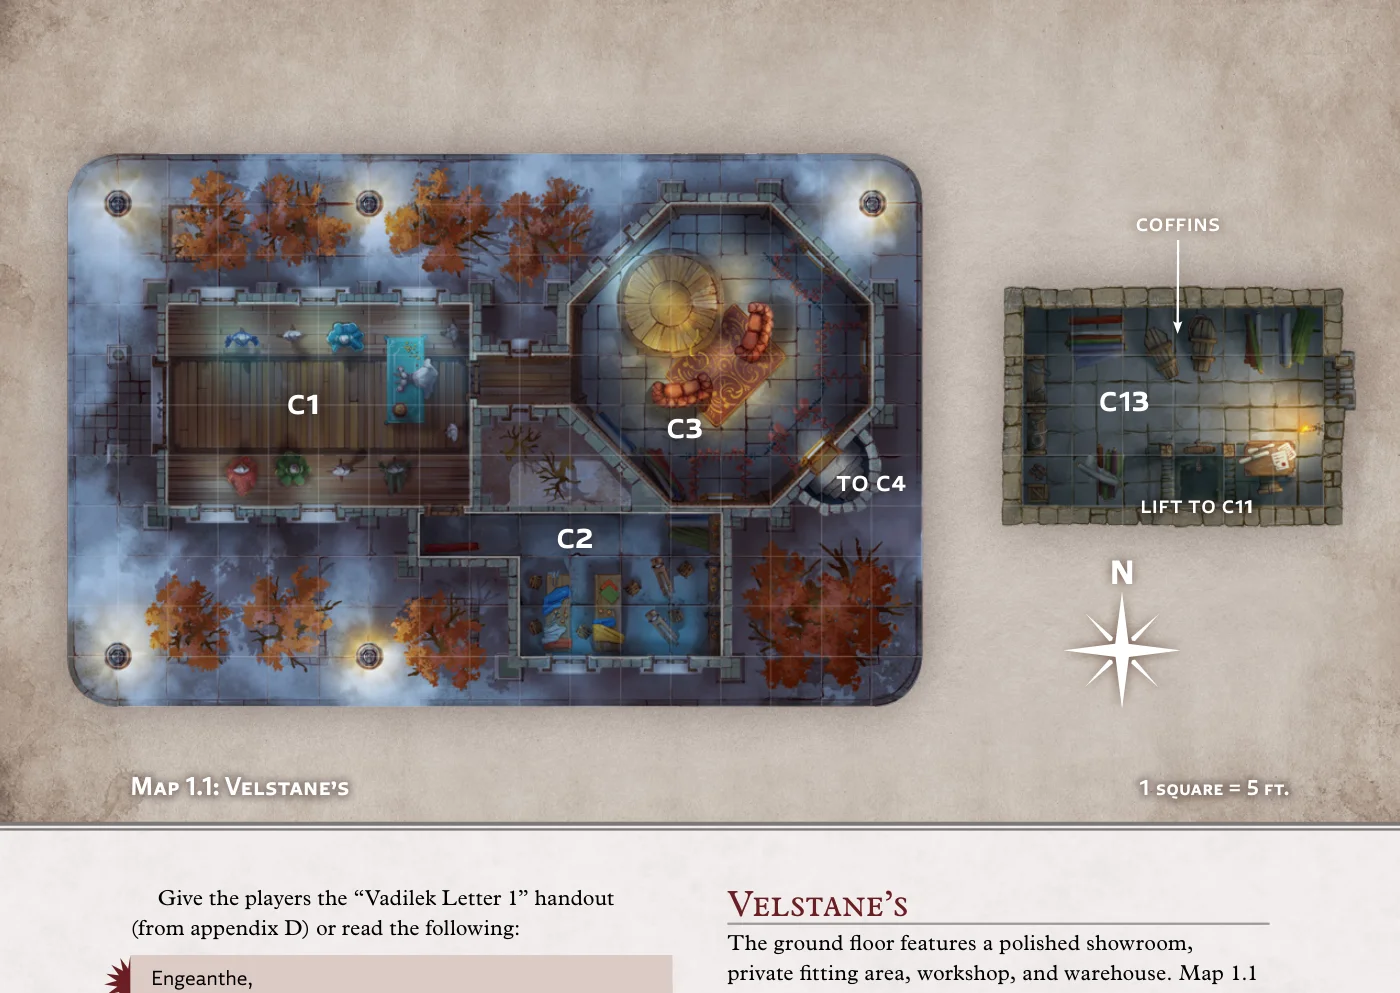 COFFINS
C1
C13
C3
TO C4
LIFT TO C11
C2
N
Map 1.1: Velstane’s
1 square = 5 ft.
Give the players the “Vadilek Letter 1” handout
(from appendix D) or read the following:
Engeanthe,
Velstane’s
The ground floor features a polished showroom,
private fitting area, workshop, and warehouse. Map 1.1